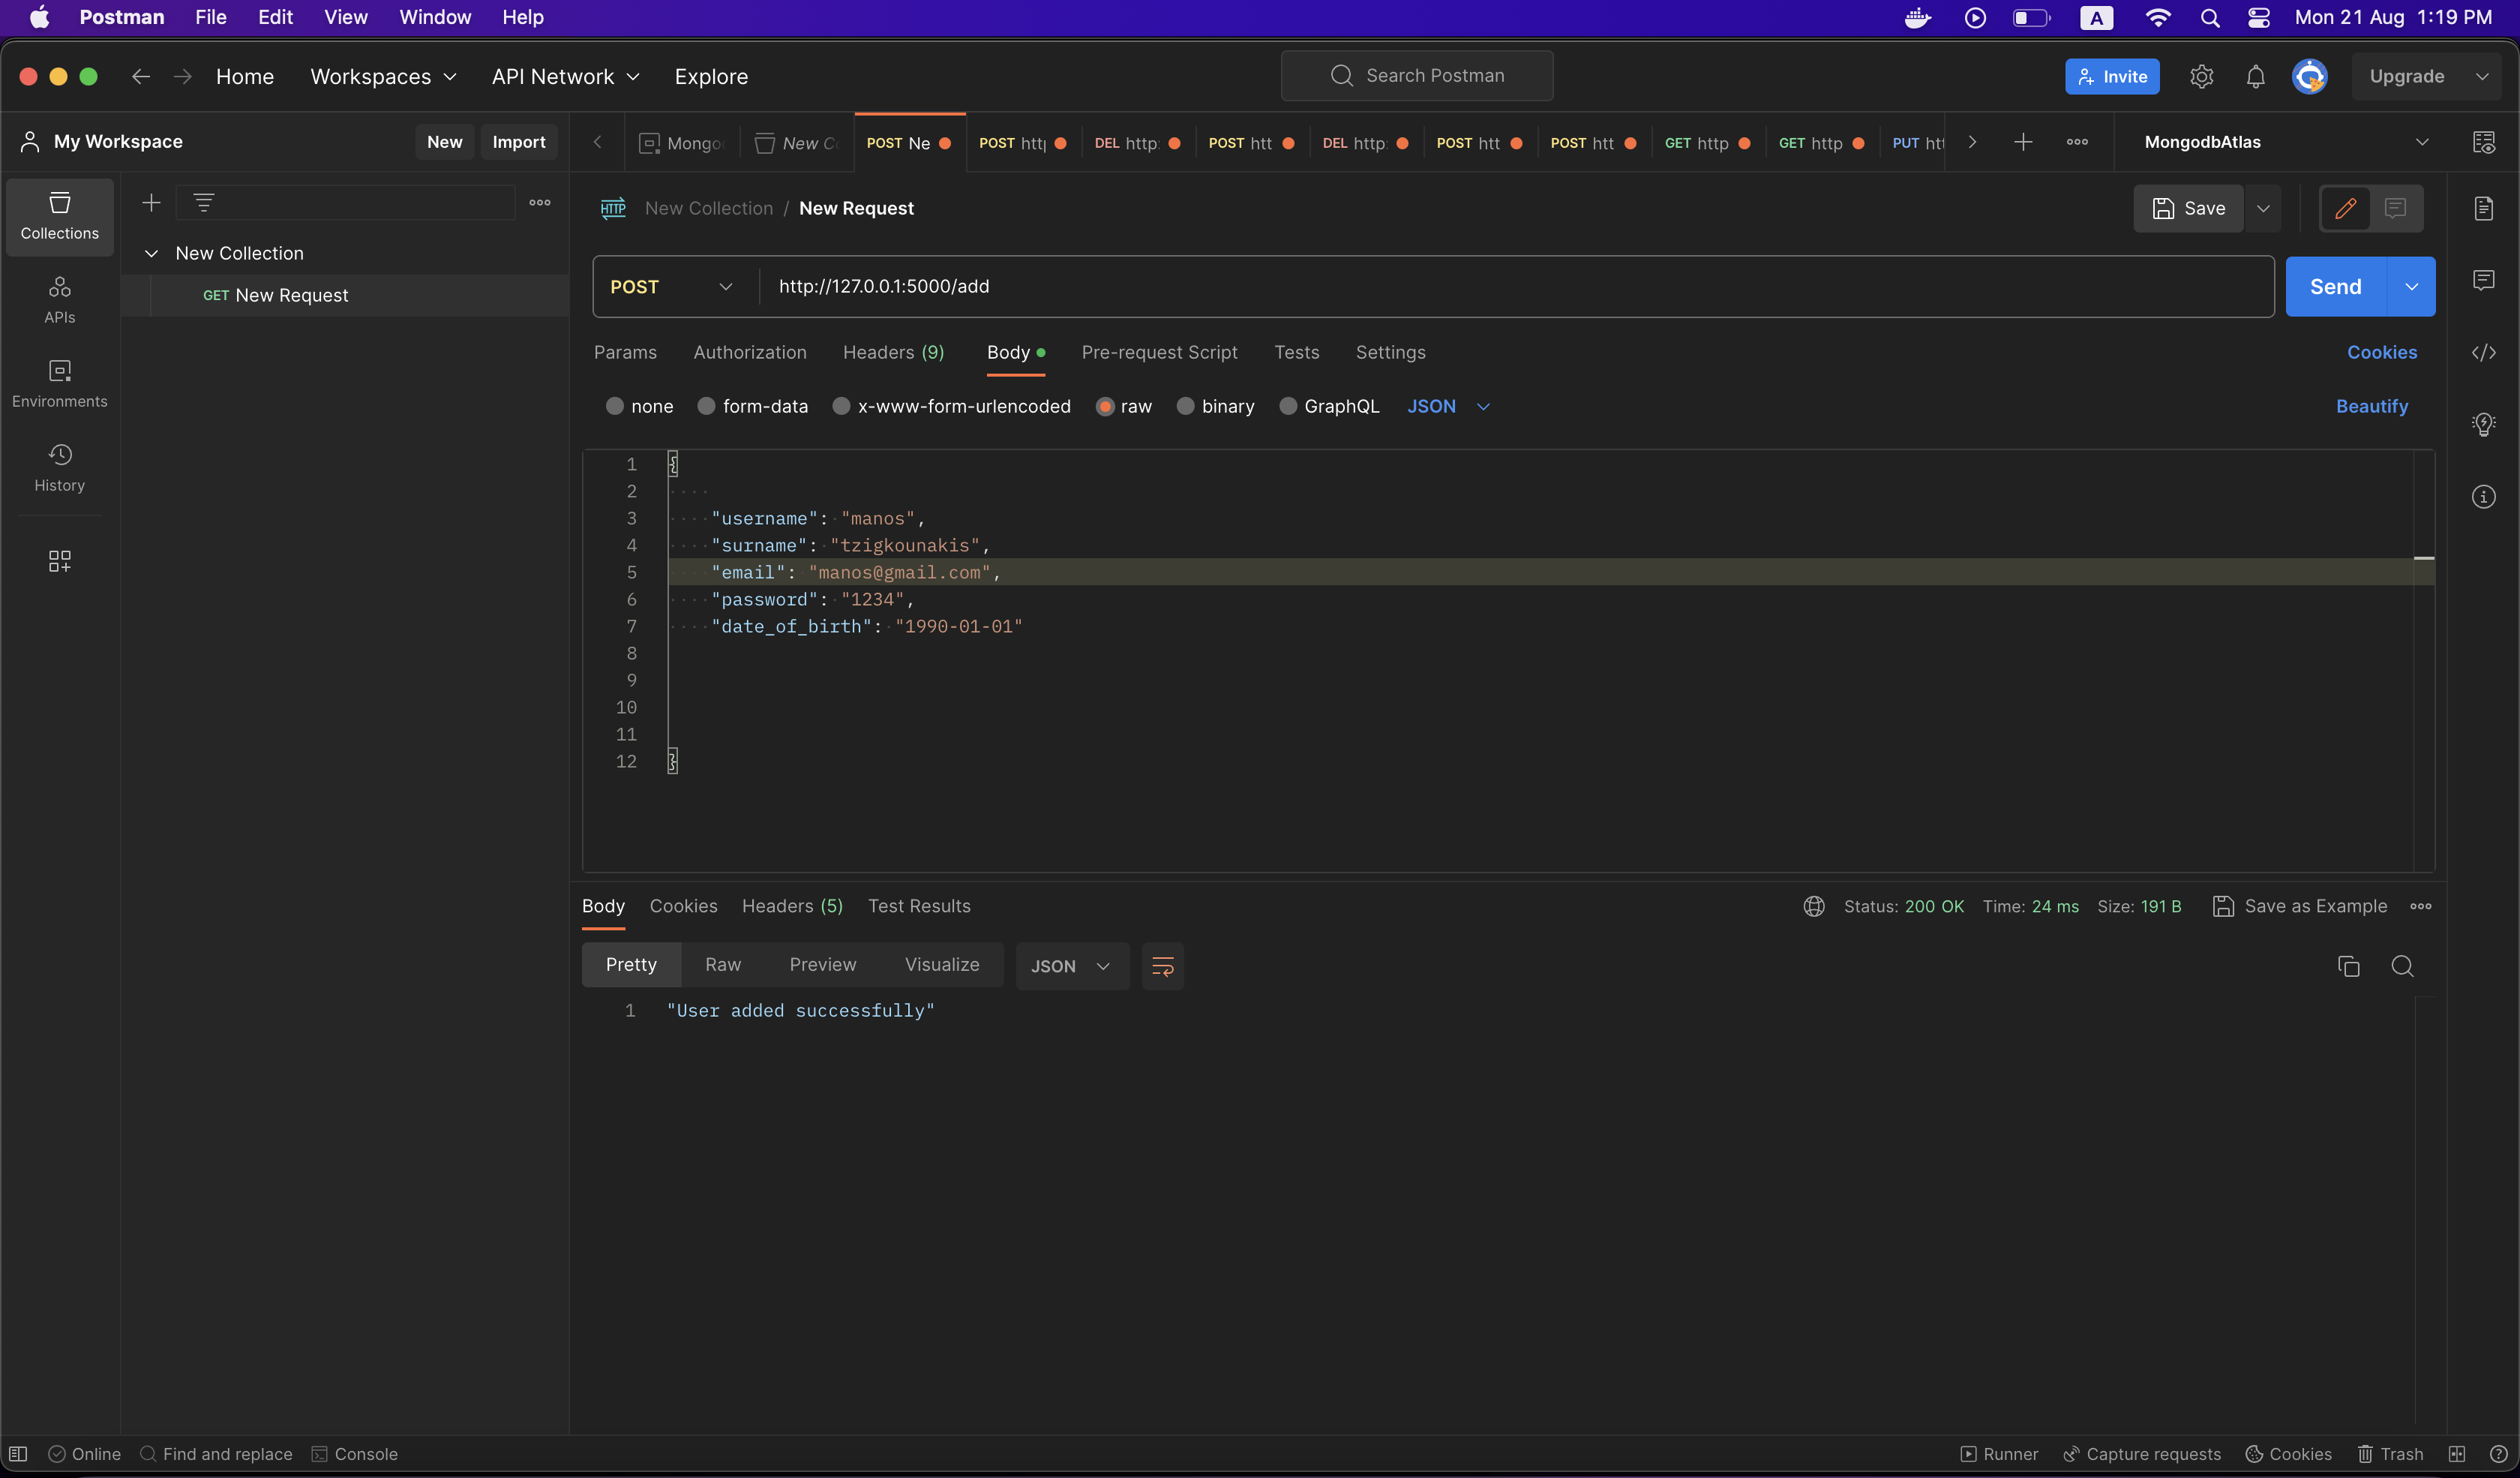 Postman File Edit View Window Help A Mon 21 Aug 1:19 PM
Home Workspaces API Network Explore Search Postman Invite Upgrade
My Workspace New Import Mongo New Co POST Ne POST http DEL http: POST htt DEL http: POST htt POST htt GET http GET http PUT htt MongodbAtlas
Collections
APIs
Environments
History
New Collection
GET New Request
HTTP New Collection / New Request Save
POST http://127.0.0.1:5000/add Send
Params Authorization Headers (9) Body Pre-request Script Tests Settings Cookies
none form-data x-www-form-urlencoded raw binary GraphQL JSON Beautify
1 {
2
3 "username": "manos",
4 "surname": "tzigkounakis",
5 "email": "manos@gmail.com",
6 "password": "1234",
7 "date_of_birth": "1990-01-01"
8
9
10
11
12 }
Body Cookies Headers (5) Test Results Status: 200 OK Time: 24 ms Size: 191 B Save as Example
Pretty Raw Preview Visualize JSON
1 "User added successfully"
Online Find and replace Console Runner Capture requests Cookies Trash